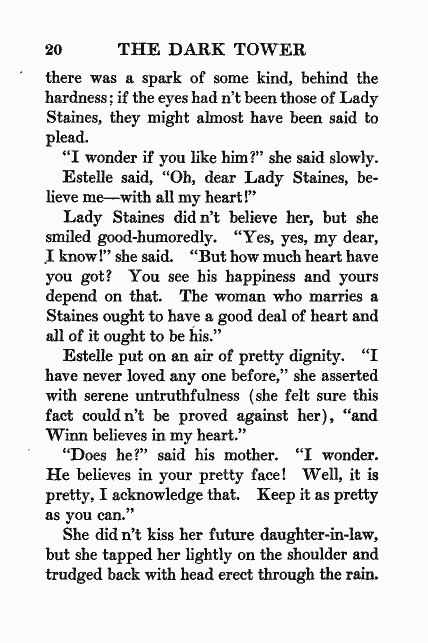 20 THE DARK TOWER
there was a spark of some kind, behind the
hardness; if the eyes had n't been those of Lady
Staines, they might almost have been said to
plead.
"I wonder if you like him?" she said slowly.
Estelle said, "Oh, dear Lady Staines, be-
lieve me—with all my heart!"
Lady Staines did n't believe her, but she
smiled good-humoredly. "Yes, yes, my dear,
I know!" she said. "But how much heart have
you got? You see his happiness and yours
depend on that. The woman who marries a
Staines ought to have a good deal of heart and
all of it ought to be his."
Estelle put on an air of pretty dignity. "I
have never loved any one before," she asserted
with serene untruthfulness (she felt sure this
fact could n't be proved against her), "and
Winn believes in my heart."
"Does he?" said his mother. "I wonder.
He believes in your pretty face! Well, it is
pretty, I acknowledge that. Keep it as pretty
as you can."
She did n't kiss her future daughter-in-law,
but she tapped her lightly on the shoulder and
trudged back with head erect through the rain.